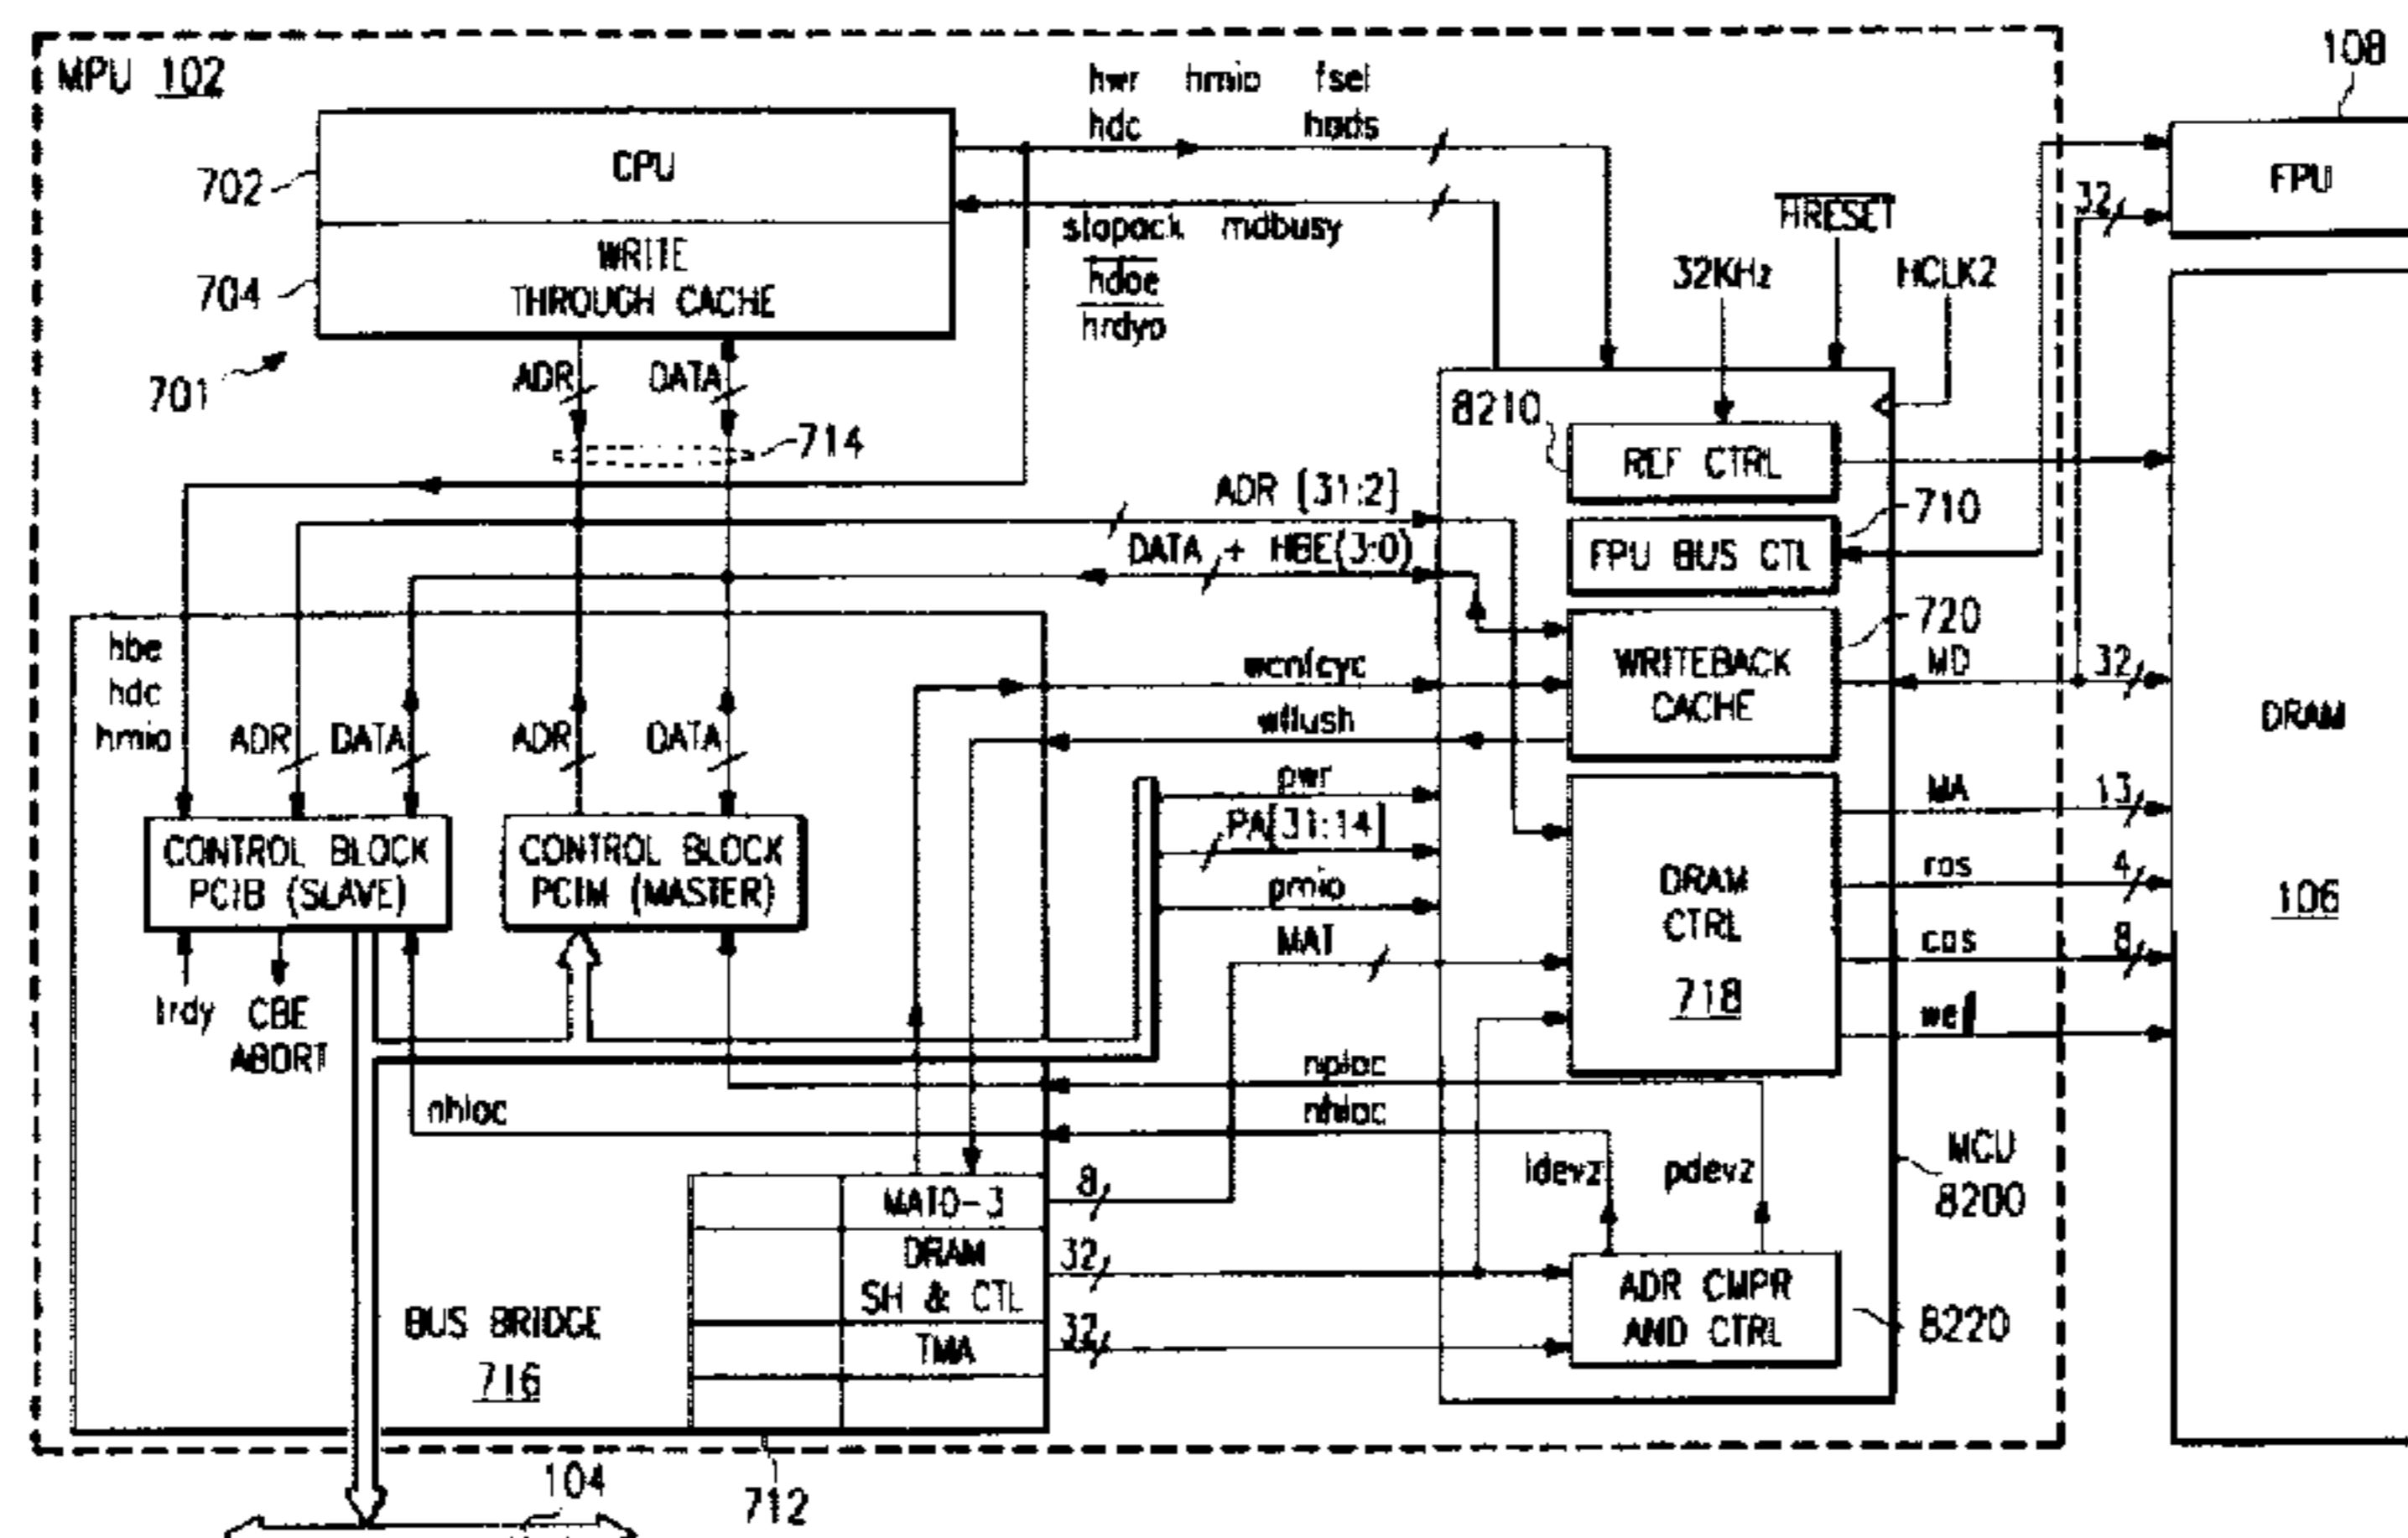 MPU 102
108
hwr hmio fsel
hdc hads
CPU
702
FPU
32
stopack mdbusy
HRESET
WRITE
THROUGH CACHE
704
hdoe
hrdyo
32KHz
HCLK2
701
ADR
DATA
714
8210
REF CTRL
ADR [31:2]
710
DATA + HBE(3:0)
FPU BUS CTL
720
hbe
hdc
hmio
WRITEBACK
CACHE
MD
32
wflush
ADR
DATA
ADR
DATA
DRAM
106
pwr
MA
13
PA[31:14]
CONTROL BLOCK
PCIB (SLAVE)
CONTROL BLOCK
PCIM (MASTER)
pmio
DRAM
CTRL
718
ras
4
MAT
cas
8
trdy
CBE
ABORT
nploc
nhloc
nhloc
MCU
8200
ldevz
pdevz
MAT0-3
8
DRAM
SH & CTL
32
ADR CMPR
AND CTRL
8220
BUS BRIDGE
716
TMA
32
104
712